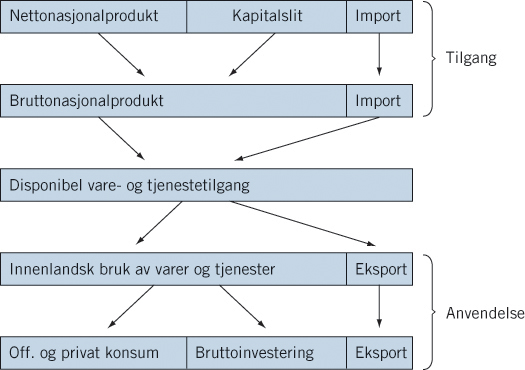 Nettonasjonalprodukt Kapitalslit Import
Tilgang
Bruttonasjonalprodukt Import
Disponibel vare- og tjenestetilgang
Innenlandsk bruk av varer og tjenester Eksport
Anvendelse
Off. og privat konsum Bruttoinvestering Eksport